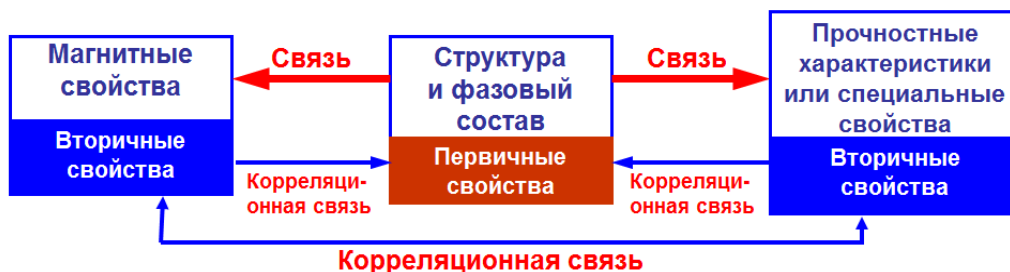 Магнитные
свойства
Вторичные
свойства
Связь
Корреляци-
онная связь
Структура
и фазовый
состав
Первичные
свойства
Связь
Корреляци-
онная связь
Прочностные
характеристики
или специальные
свойства
Вторичные
свойства
Корреляционная связь